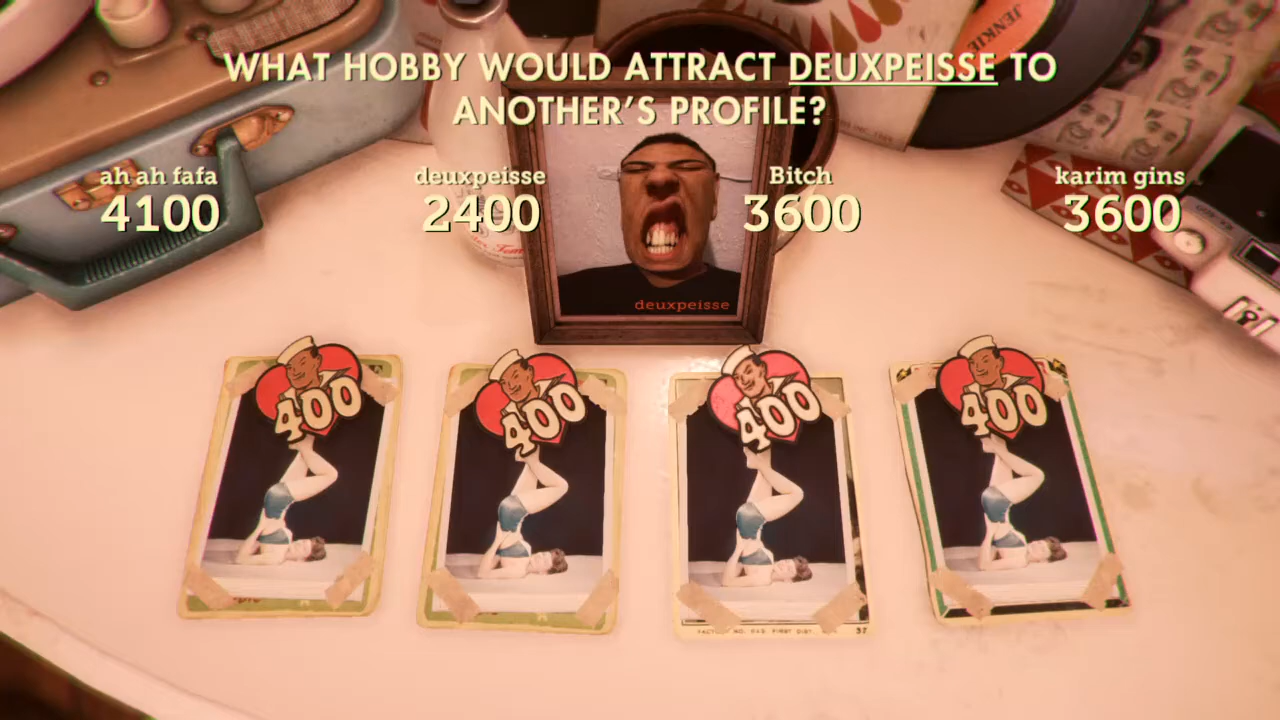 WHAT HOBBY WOULD ATTRACT DEUXPEISSE TO
ANOTHER'S PROFILE?
JENKIE
ah ah fafa
deuxpeisse
Bitch
karim gins
4100
2400
3600
3600
deuxpeisse
400
400
400
400